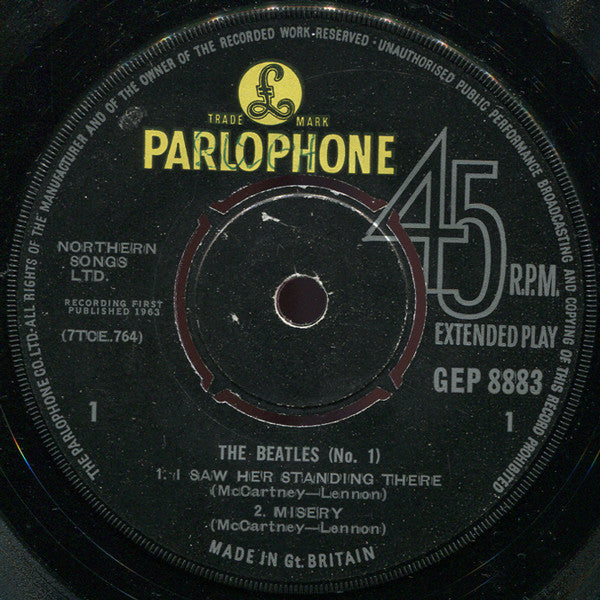 THE PARLOPHONE CO.LTD.-ALL RIGHTS OF THE MANUFACTURER AND OF THE OWNER OF THE RECORDED WORK-RESERVED - UNAUTHORISED PUBLIC PERFORMANCE BROADCASTING AND COPYING OF THIS RECORD PROHIBITED
£
TRADE MARK
PARLOPHONE
45
R.P.M.
EXTENDED PLAY
GEP 8883
NORTHERN
SONGS
LTD.
RECORDING FIRST
PUBLISHED 1963
(7TCE.764)
1
1
THE BEATLES (No. 1)
1. I SAW HER STANDING THERE
(McCartney—Lennon)
2. MISERY
(McCartney—Lennon)
MADE IN Gt. BRITAIN